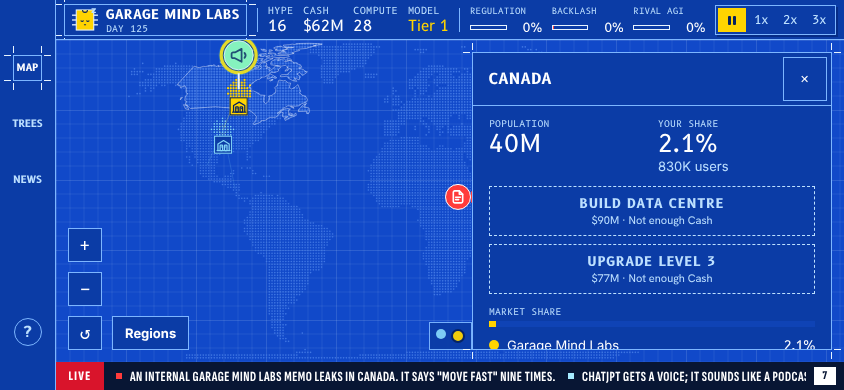 GARAGE MIND LABS
DAY 125
HYPE
16
CASH
$62M
COMPUTE
28
MODEL
Tier 1
REGULATION
0%
BACKLASH
0%
RIVAL AGI
0%
1x
2x
3x
MAP
TREES
NEWS
?
+
−
↺
Regions
CANADA
×
POPULATION
40M
YOUR SHARE
2.1%
830K users
BUILD DATA CENTRE
$90M · Not enough Cash
UPGRADE LEVEL 3
$77M · Not enough Cash
MARKET SHARE
Garage Mind Labs 2.1%
LIVE
AN INTERNAL GARAGE MIND LABS MEMO LEAKS IN CANADA. IT SAYS "MOVE FAST" NINE TIMES.
CHATJPT GETS A VOICE; IT SOUNDS LIKE A PODCAS
7